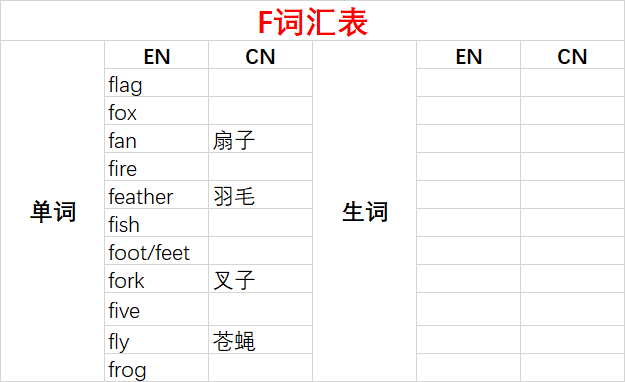 F词汇表
EN CN EN CN
flag
fox
fan 扇子
fire
feather 羽毛
单词 生词
fish
foot/feet
fork 叉子
five
fly 苍蝇
frog